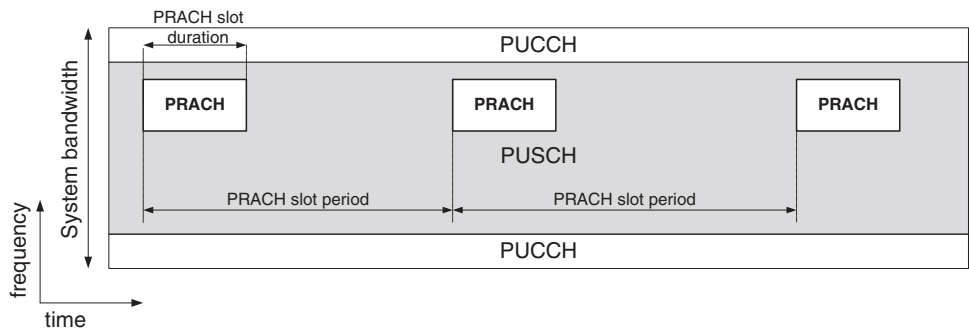 PRACH slot
duration
PUCCH
PRACH
PRACH
PRACH
PUSCH
PRACH slot period
PRACH slot period
PUCCH
System bandwidth
frequency
time